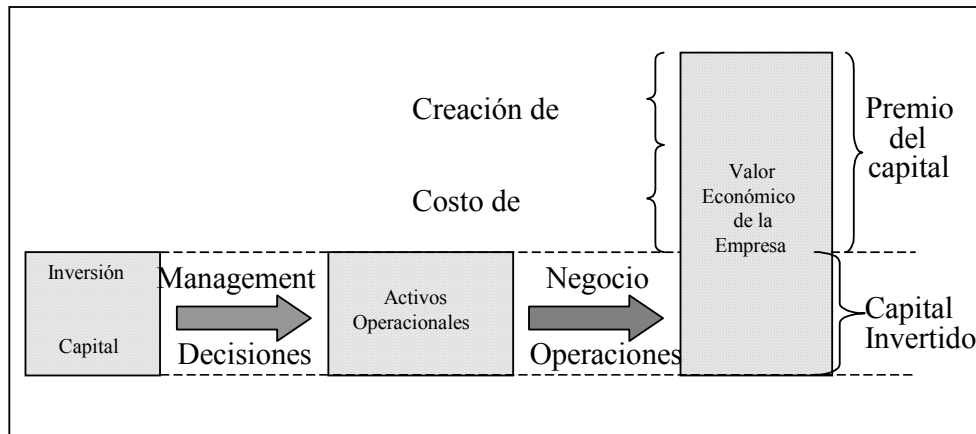 Creación de
Costo de
Premio
del
capital
Valor
Económico
de la
Empresa
Inversión
Capital
Management
Decisiones
Activos
Operacionales
Negocio
Operaciones
Capital
Invertido